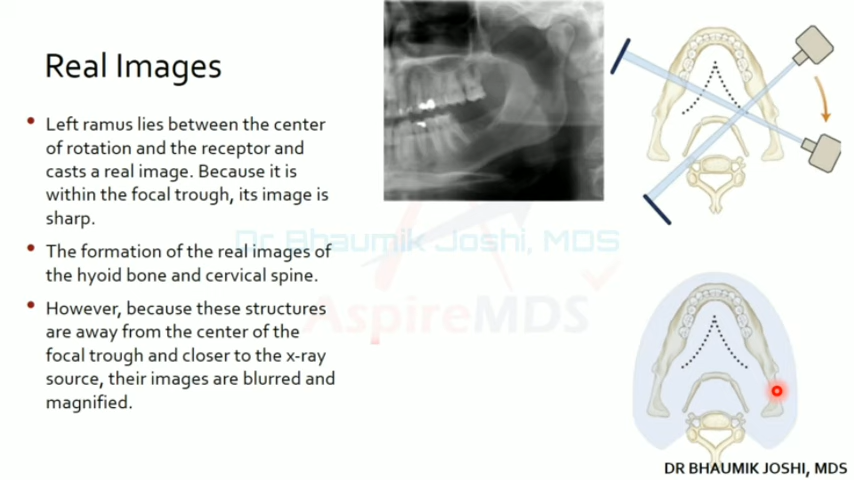 Real Images
• Left ramus lies between the center
of rotation and the receptor and
casts a real image. Because it is
within the focal trough, its image is
sharp.
• The formation of the real images of
the hyoid bone and cervical spine.
• However, because these structures
are away from the center of the
focal trough and closer to the x-ray
source, their images are blurred and
magnified.
Dr Bhaumik Joshi, MDS
AspireMDS
DR BHAUMIK JOSHI, MDS